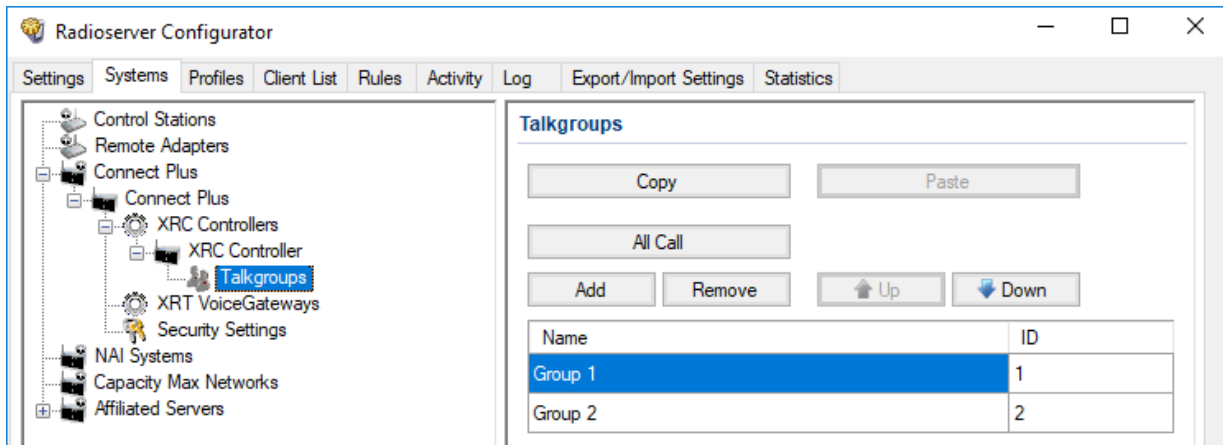 Radioserver Configurator
Settings Systems Profiles Client List Rules Activity Log Export/Import Settings Statistics
Control Stations
Remote Adapters
Connect Plus
Connect Plus
XRC Controllers
XRC Controller
Talkgroups
XRT VoiceGateways
Security Settings
NAI Systems
Capacity Max Networks
Affiliated Servers
Talkgroups
Copy Paste
All Call
Add Remove Up Down
Name ID
Group 1 1
Group 2 2